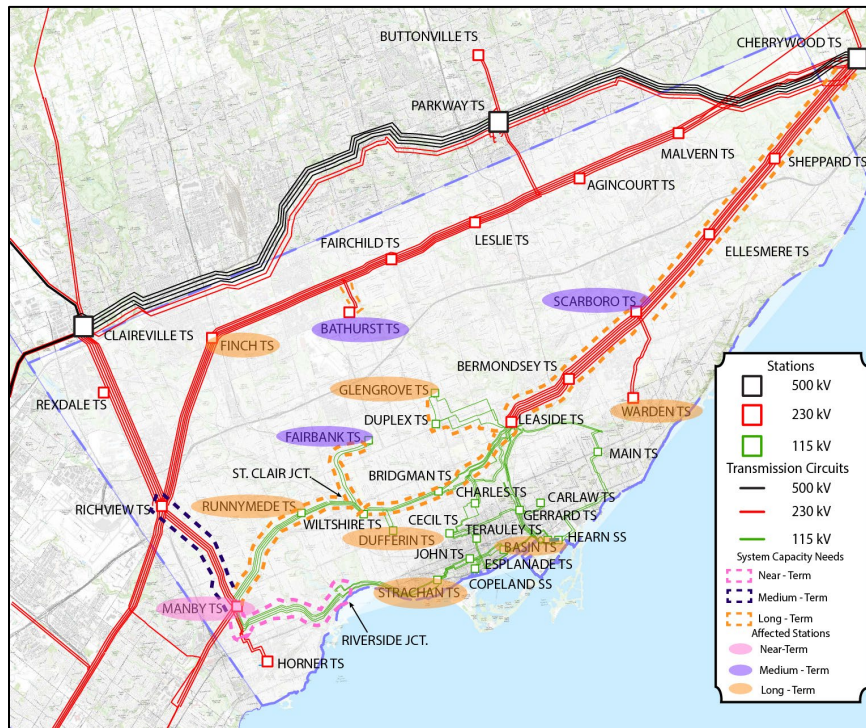 BUTTONVILLE TS
CHERRYWOOD TS
PARKWAY TS
MALVERN TS
SHEPPARD TS
AGINCOURT TS
LESLIE TS
ELLESMERE TS
FAIRCHILD TS
SCARBORO TS
BATHURST TS
CLAIREVILLE TS
FINCH TS
BERMONDSEY TS
REXDALE TS
GLENGROVE TS
WARDEN TS
DUPLEX TS
LEASIDE TS
FAIRBANK TS
MAIN TS
ST. CLAIR JCT.
BRIDGMAN TS
CHARLES TS
CARLAW TS
RICHVIEW TS
RUNNYMEDE TS
WILTSHIRE TS
CECIL TS
GERRARD TS
DUFFERIN TS
TERAULEY TS
HEARN SS
JOHN TS
BASIN TS
ESPLANADE TS
COPELAND SS
STRACHAN TS
MANBY TS
RIVERSIDE JCT.
HORNER TS
Stations
500 kV
230 kV
115 kV
Transmission Circuits
500 kV
230 kV
115 kV
System Capacity Needs
Near - Term
Medium - Term
Long - Term
Affected Stations
Near-Term
Medium - Term
Long - Term